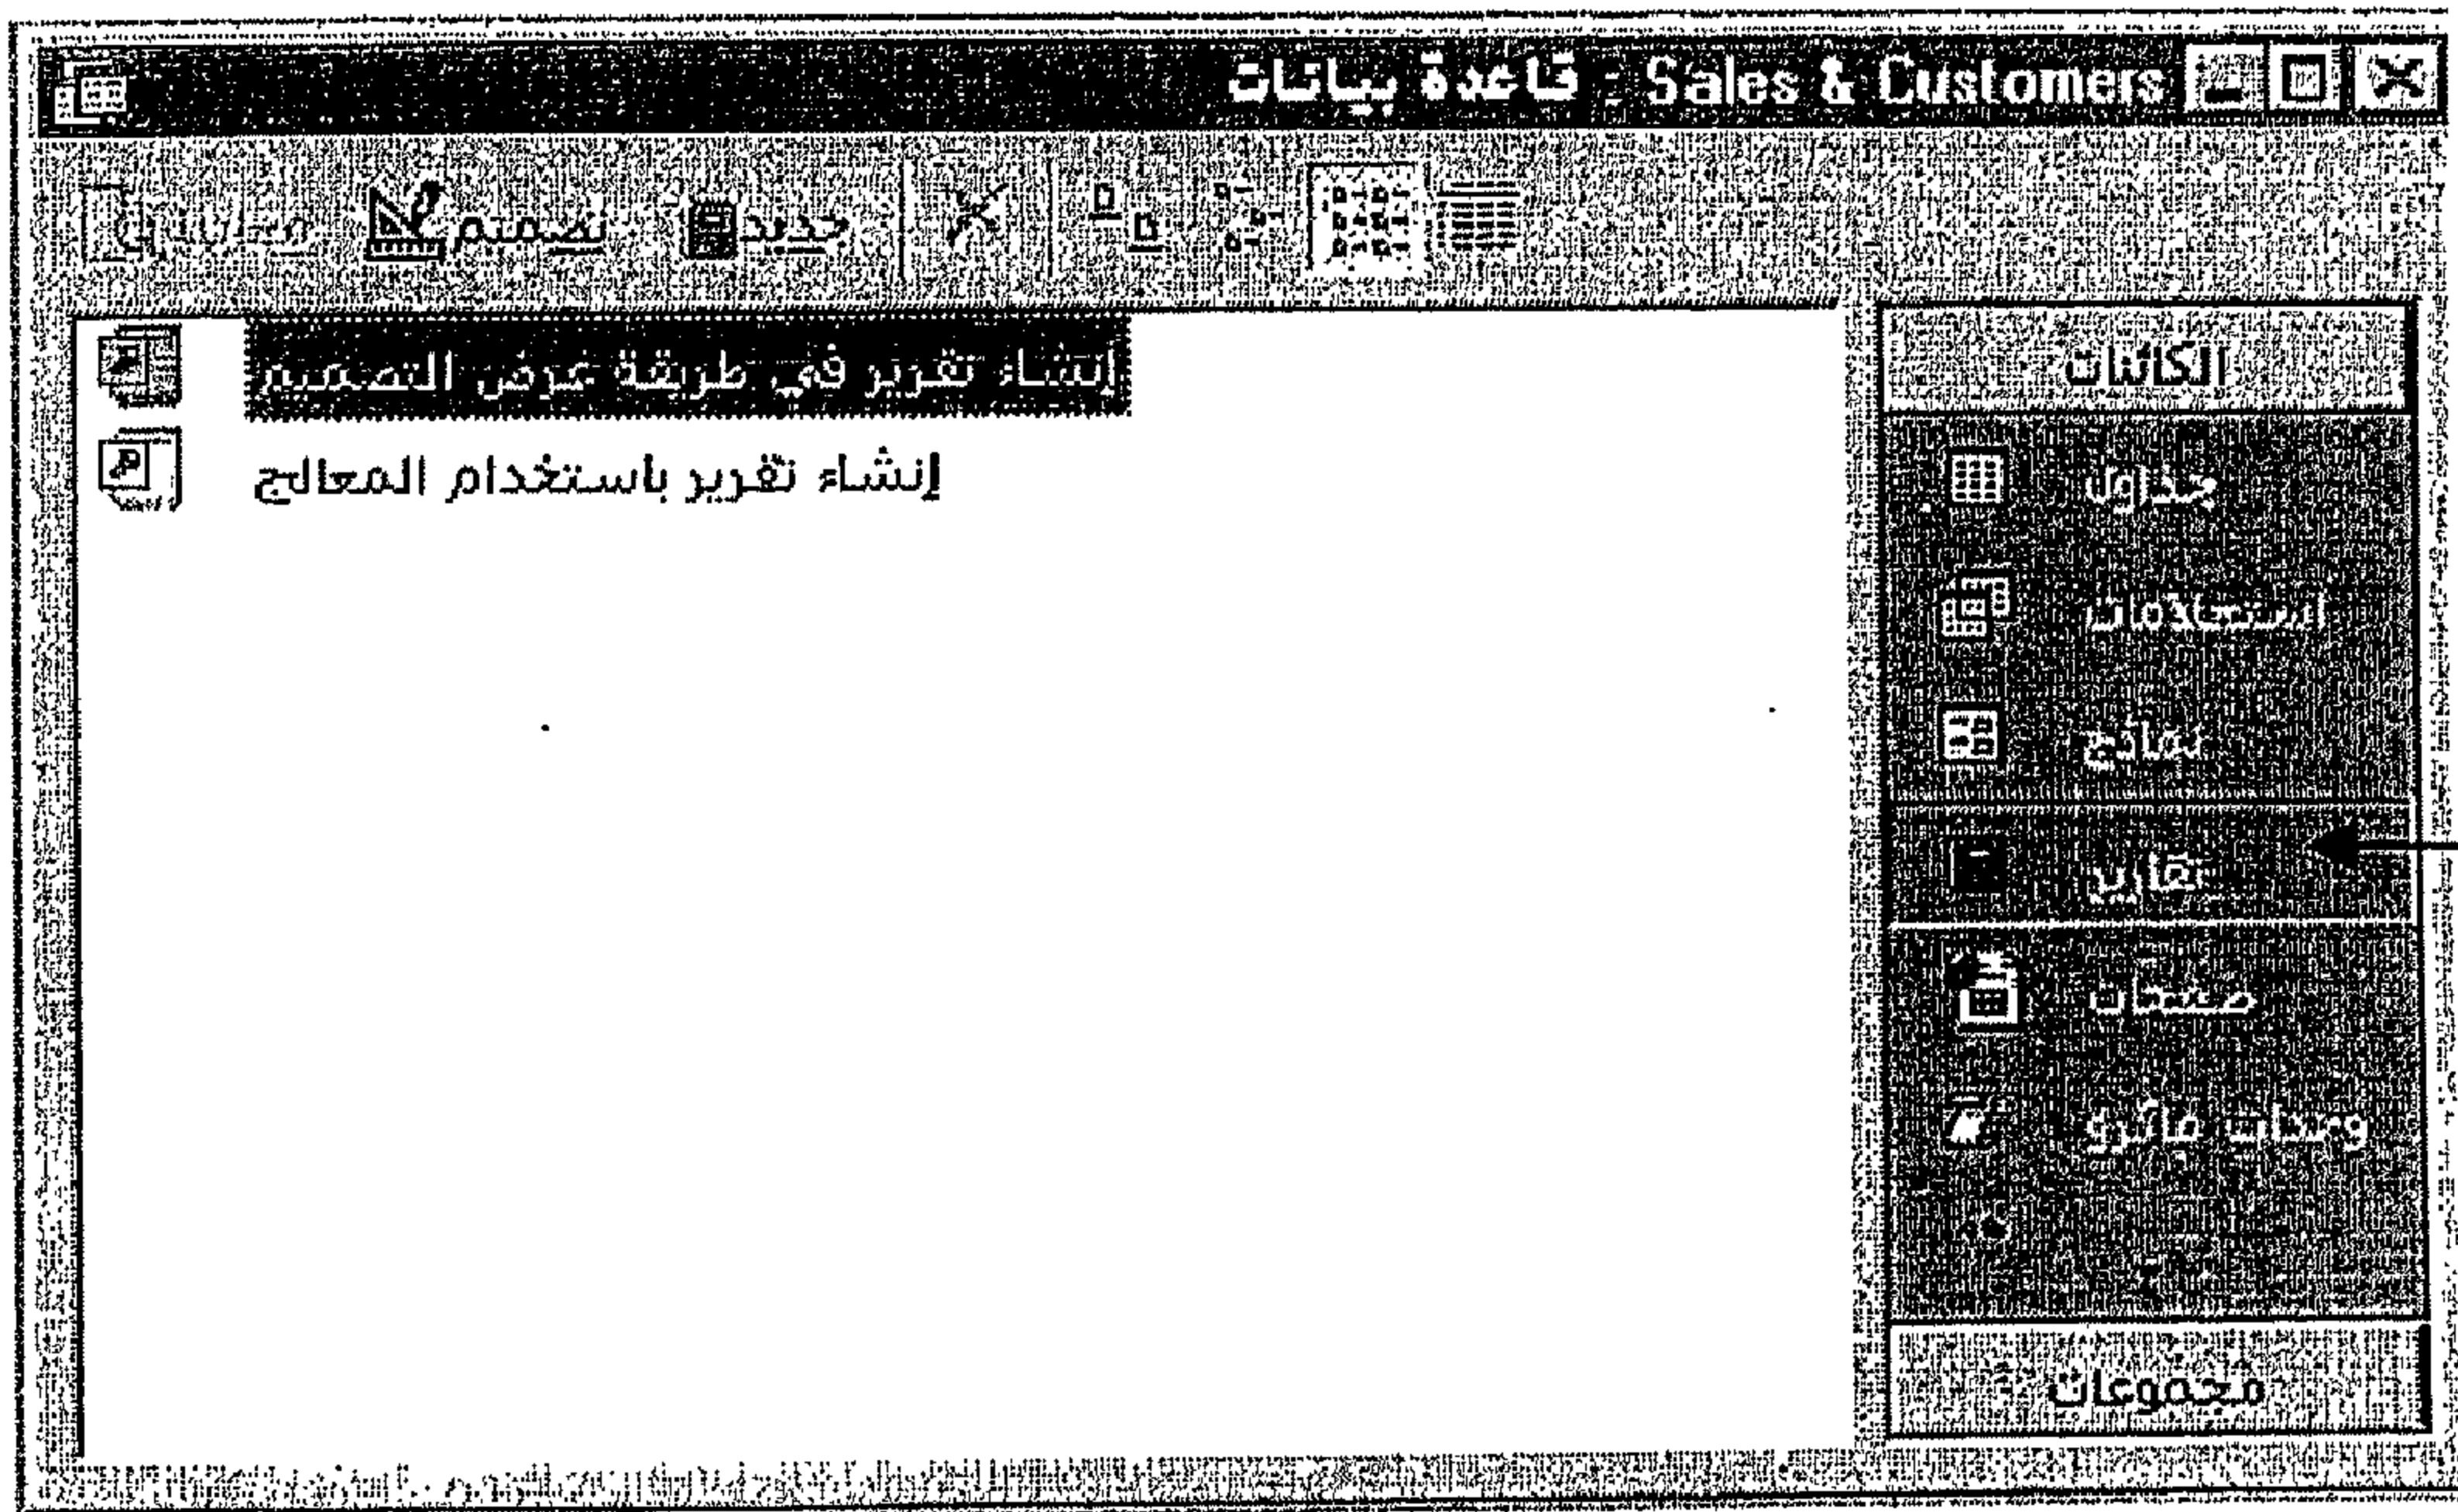 Sales & Customers : قاعدة بيانات
معاينة تصميم جديد
إنشاء تقرير في طريقة عرض التصميم
إنشاء تقرير باستخدام المعالج
الكائنات
جداول
استعلامات
نماذج
تقارير
صفحات
وحدات ماكرو
مجموعات